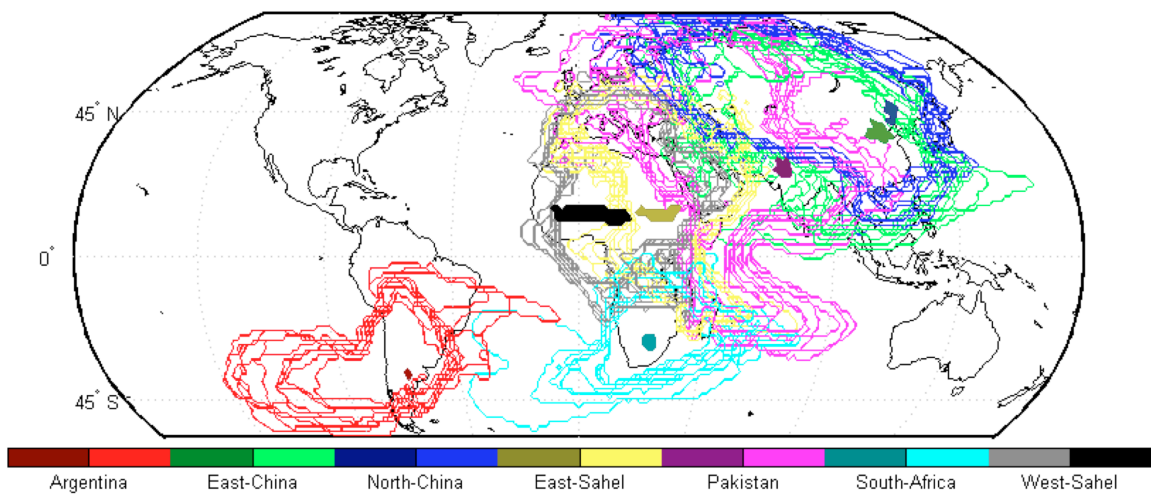 45° N
0°
45° S
Argentina East-China North-China East-Sahel Pakistan South-Africa West-Sahel